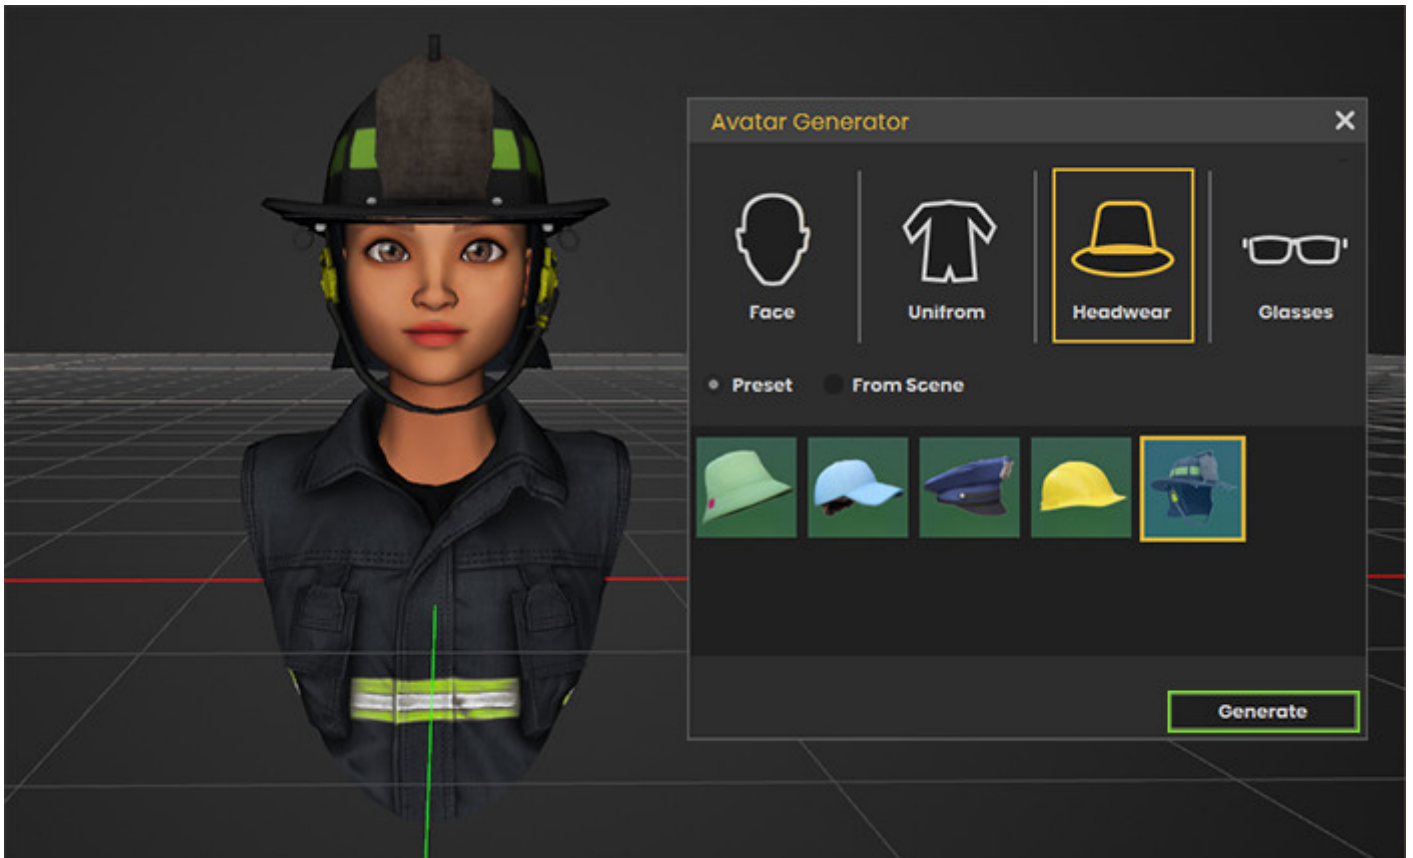 Avatar Generator
Face
Unifrom
Headwear
Glasses
Preset
From Scene
Generate